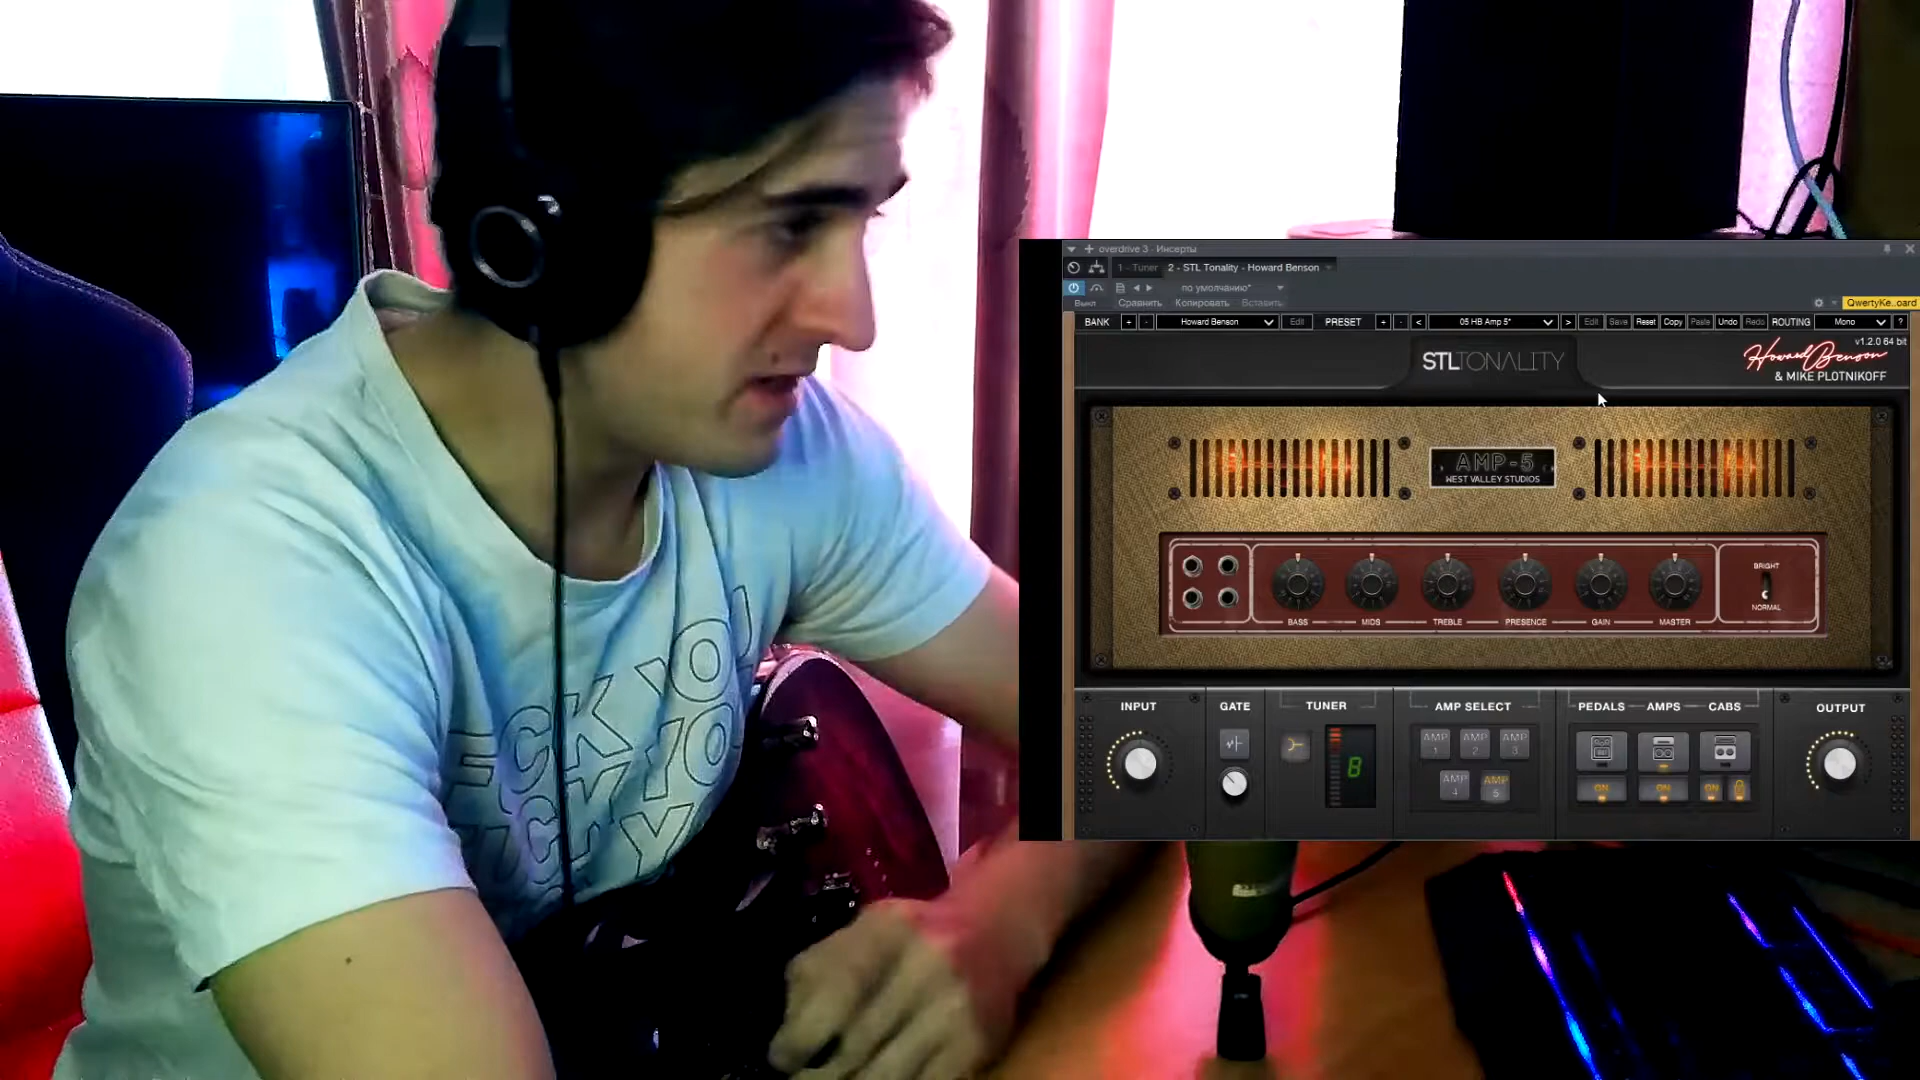 overdrive 3 - Инсерты
1 - Tuner 2 - STL Tonality - Howard Benson
по умолчанию*
Выкл Сравнить Копировать Вставить
QwertyKe..oard
BANK + - Howard Benson Edit PRESET + - < 05 HB Amp 5* > Edit Save Reset Copy Paste Undo Redo ROUTING Mono ?
v1.2.0 64 bit
STL TONALITY
Howard Benson
& MIKE PLOTNIKOFF
AMP-5
WEST VALLEY STUDIOS
BRIGHT
NORMAL
BASS MIDS TREBLE PRESENCE GAIN MASTER
INPUT GATE TUNER AMP SELECT PEDALS AMPS CABS OUTPUT
AMP 1 AMP 2 AMP 3
AMP 4 AMP 5
8
ON ON ON